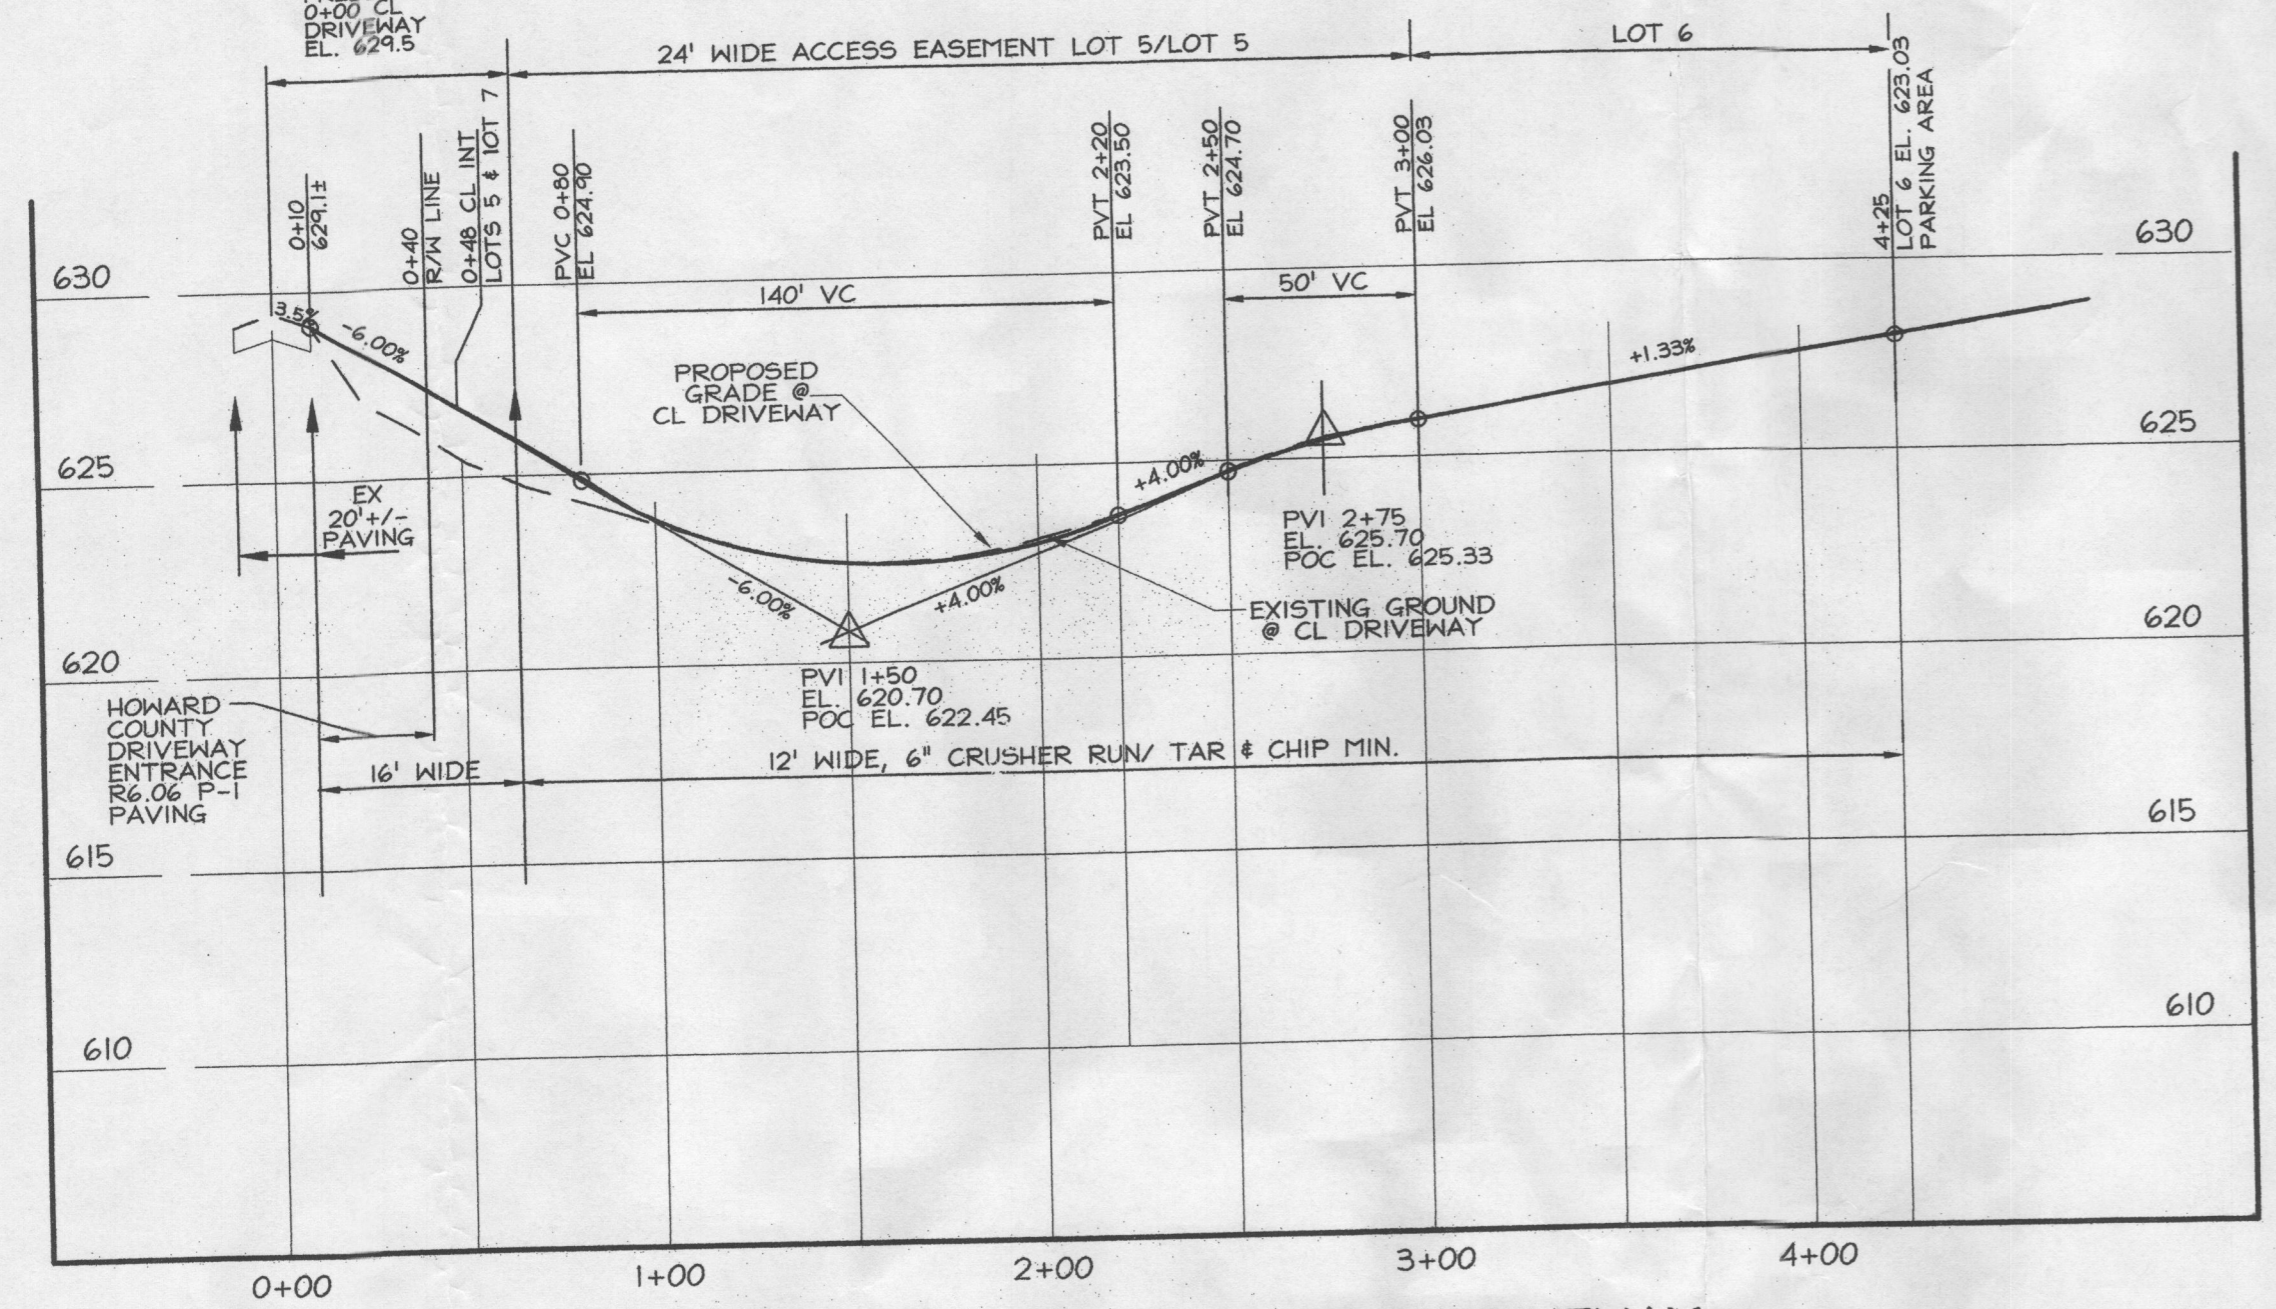 0+00 CL
DRIVEWAY
EL. 629.5
24' WIDE ACCESS EASEMENT LOT 5/LOT 5
LOT 6
0+10
629.1±
0+40
R/W LINE
0+48 CL INT
LOTS 5 & 10T 7
PVC 0+80
EL 624.90
PVT 2+20
EL 623.50
PVT 2+50
EL 624.70
PVT 3+00
EL 626.03
4+25
LOT 6 EL. 623.03
PARKING AREA
630
630
140' VC
50' VC
3.5%
-6.00%
+1.33%
PROPOSED
GRADE @
CL DRIVEWAY
625
625
+4.00%
EX
20'+/-
PAVING
PVI 2+75
EL. 625.70
POC EL. 625.33
-6.00%
+4.00%
EXISTING GROUND
@ CL DRIVEWAY
620
620
PVI 1+50
EL. 620.70
POC EL. 622.45
HOWARD
COUNTY
DRIVEWAY
ENTRANCE
R6.06 P-1
PAVING
16' WIDE
12' WIDE, 6" CRUSHER RUN/ TAR & CHIP MIN.
615
615
610
610
0+00
1+00
2+00
3+00
4+00